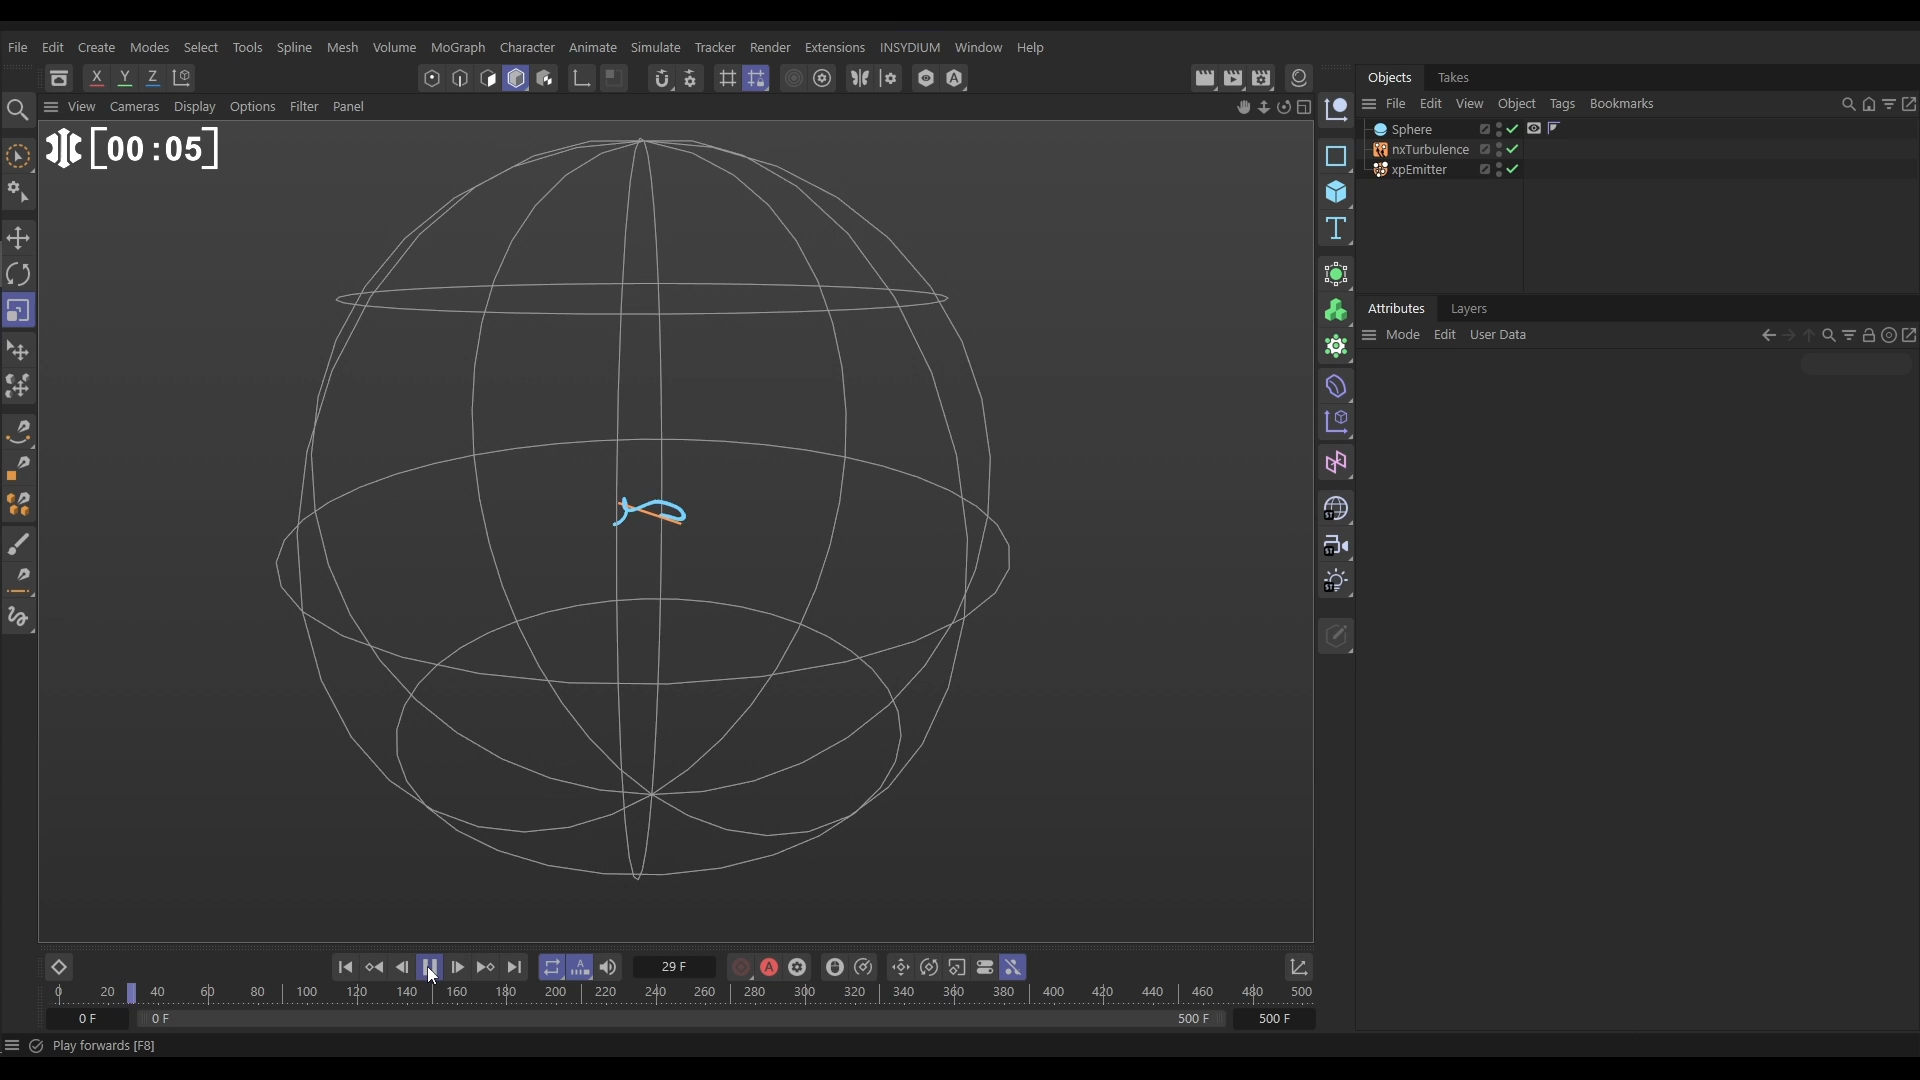 File Edit Create Modes Select Tools Spline Mesh Volume MoGraph Character Animate Simulate Tracker Render Extensions INSYDIUM Window Help
X Y Z
Objects Takes
View Cameras Display Options Filter Panel
File Edit View Object Tags Bookmarks
[00:05]
Sphere
nxTurbulence
xpEmitter
Attributes Layers
Mode Edit User Data
29 F
0 20 40 60 80 100 120 140 160 180 200 220 240 260 280 300 320 340 360 380 400 420 440 460 480 500
0 F 0 F 500 F 500 F
Play forwards [F8]